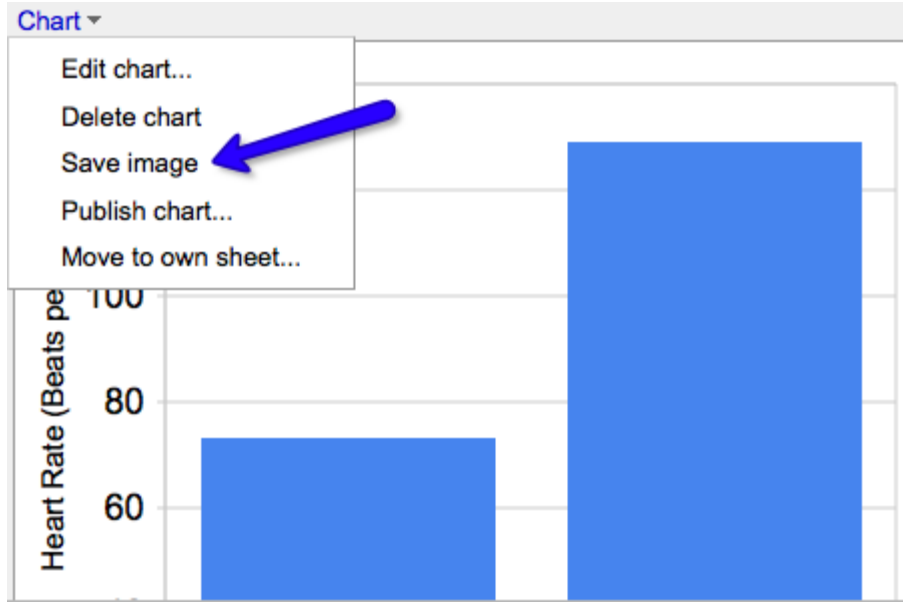 Chart
Edit chart...
Delete chart
Save image
Publish chart...
Move to own sheet...
100
80
60
Heart Rate (Beats